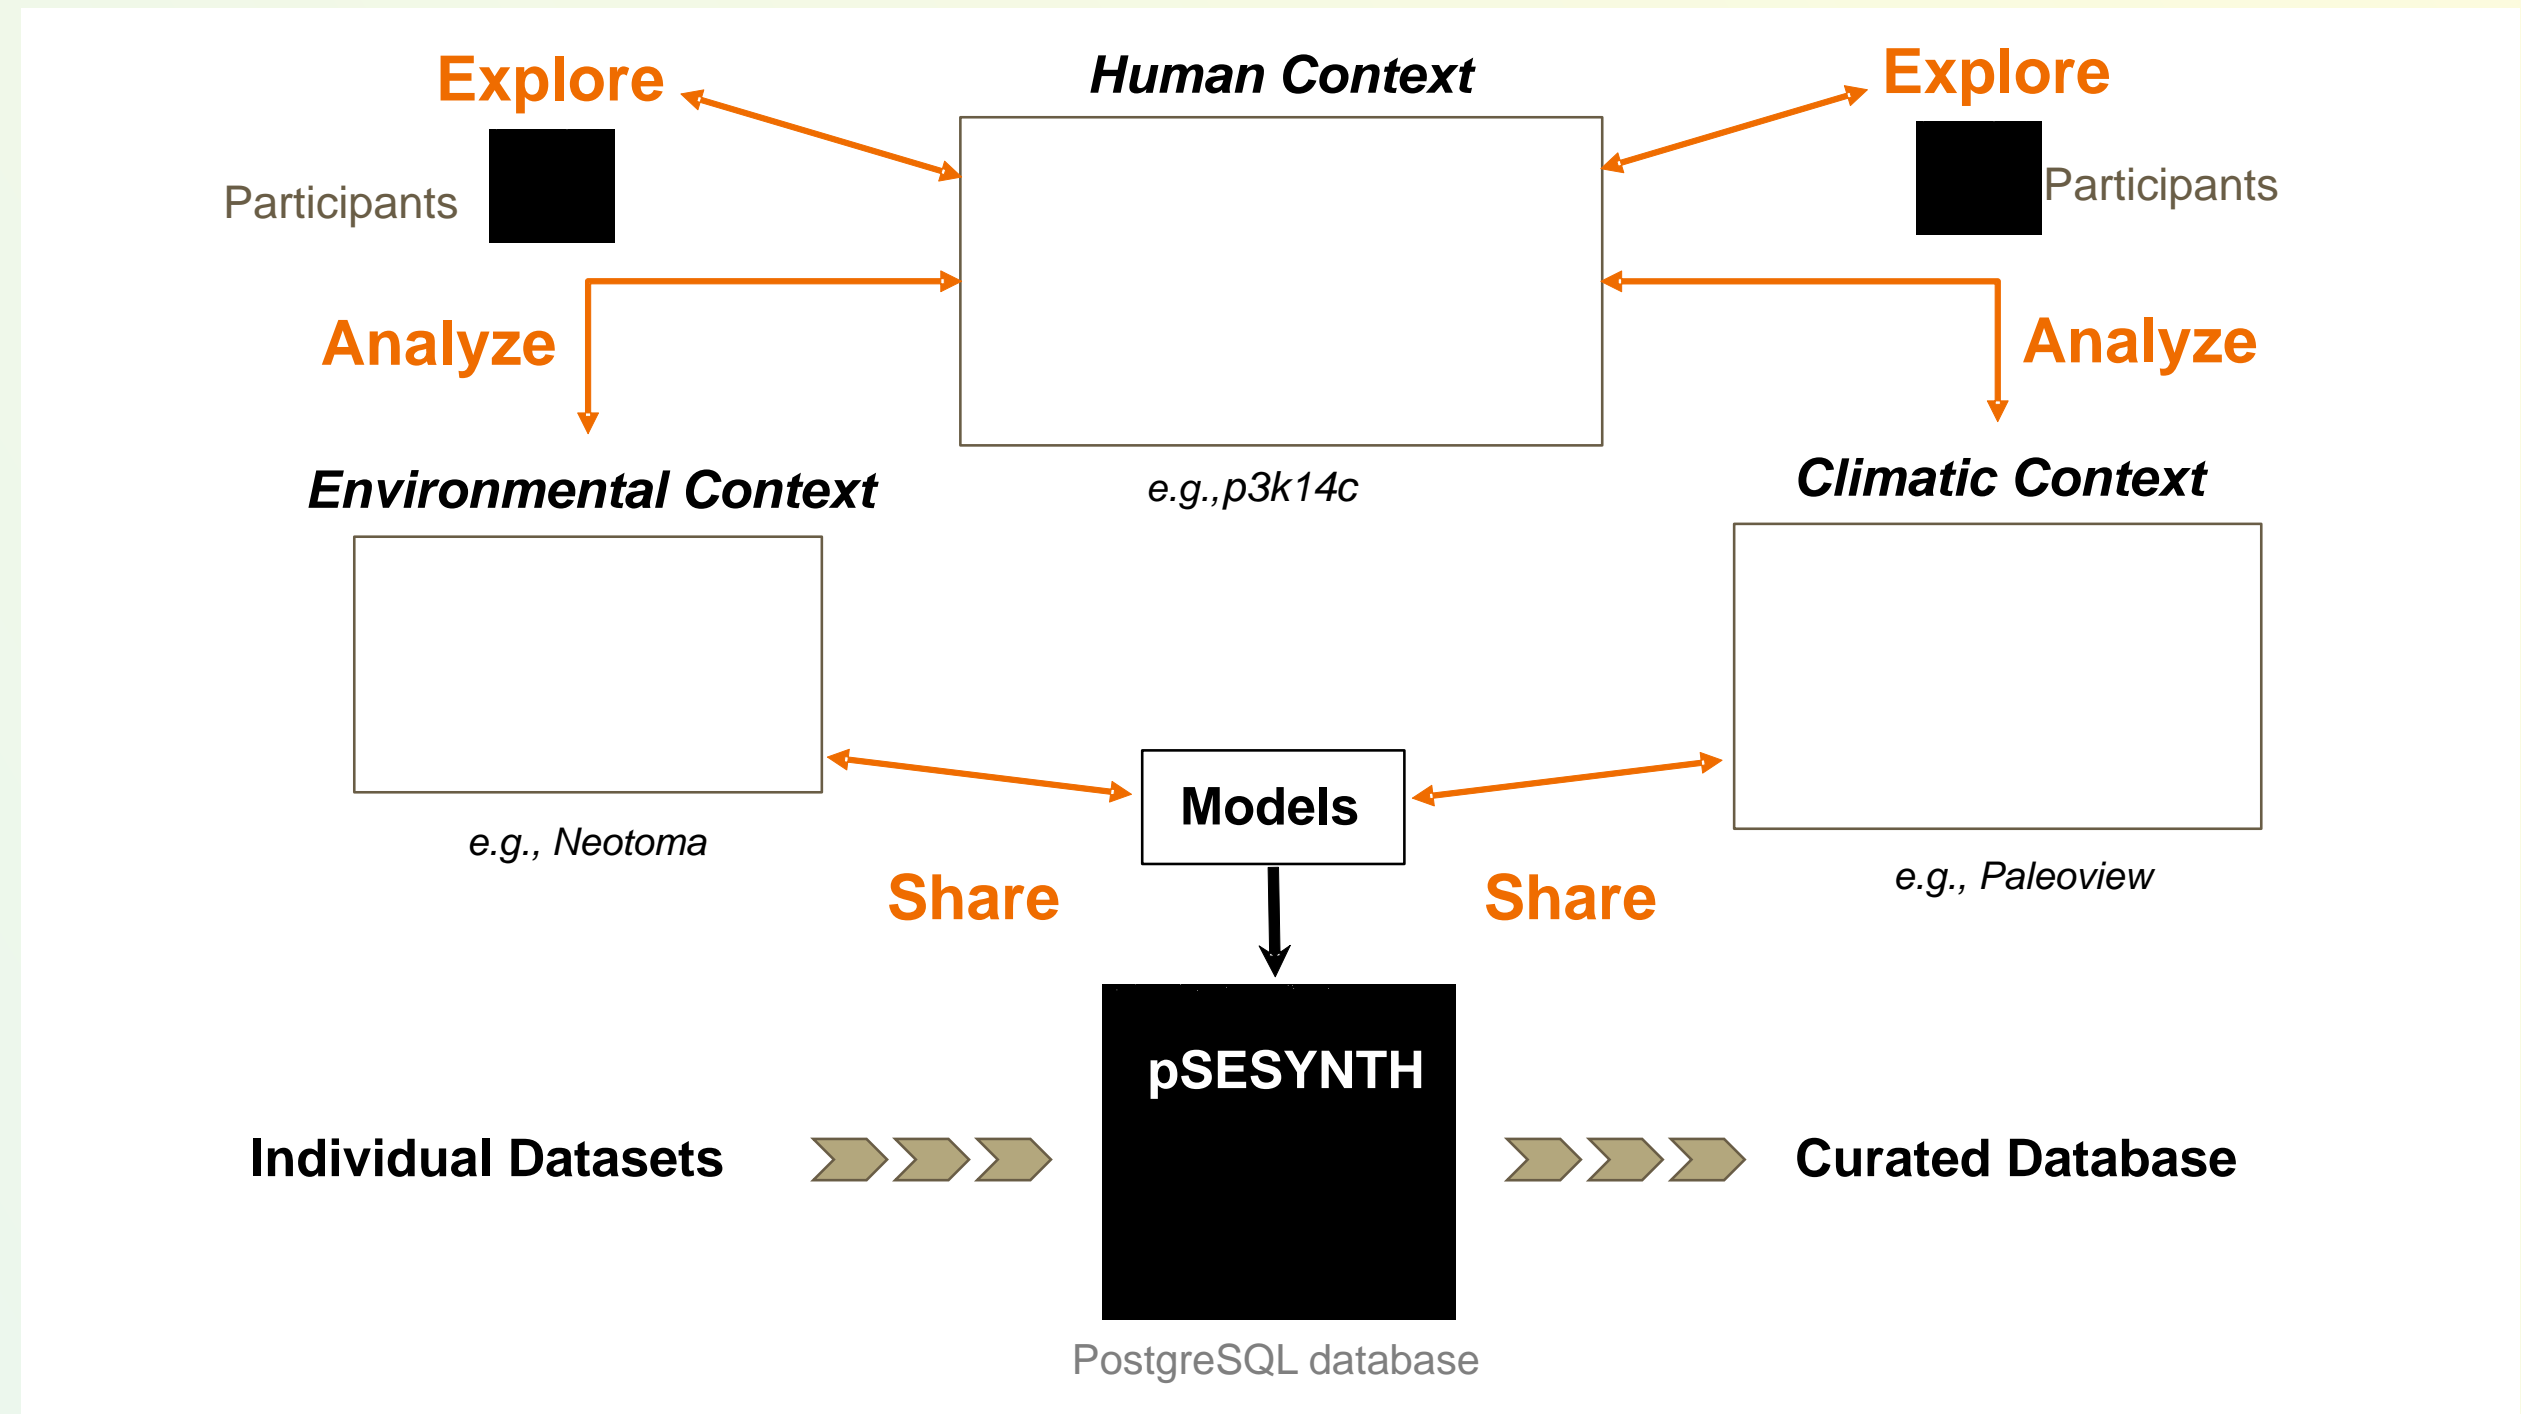 Explore
Human Context
Explore
Participants
Participants
Analyze
Analyze
Environmental Context
e.g.,p3k14c
Climatic Context
Models
e.g., Neotoma
e.g., Paleoview
Share
Share
pSESYNTH
Individual Datasets
Curated Database
PostgreSQL database